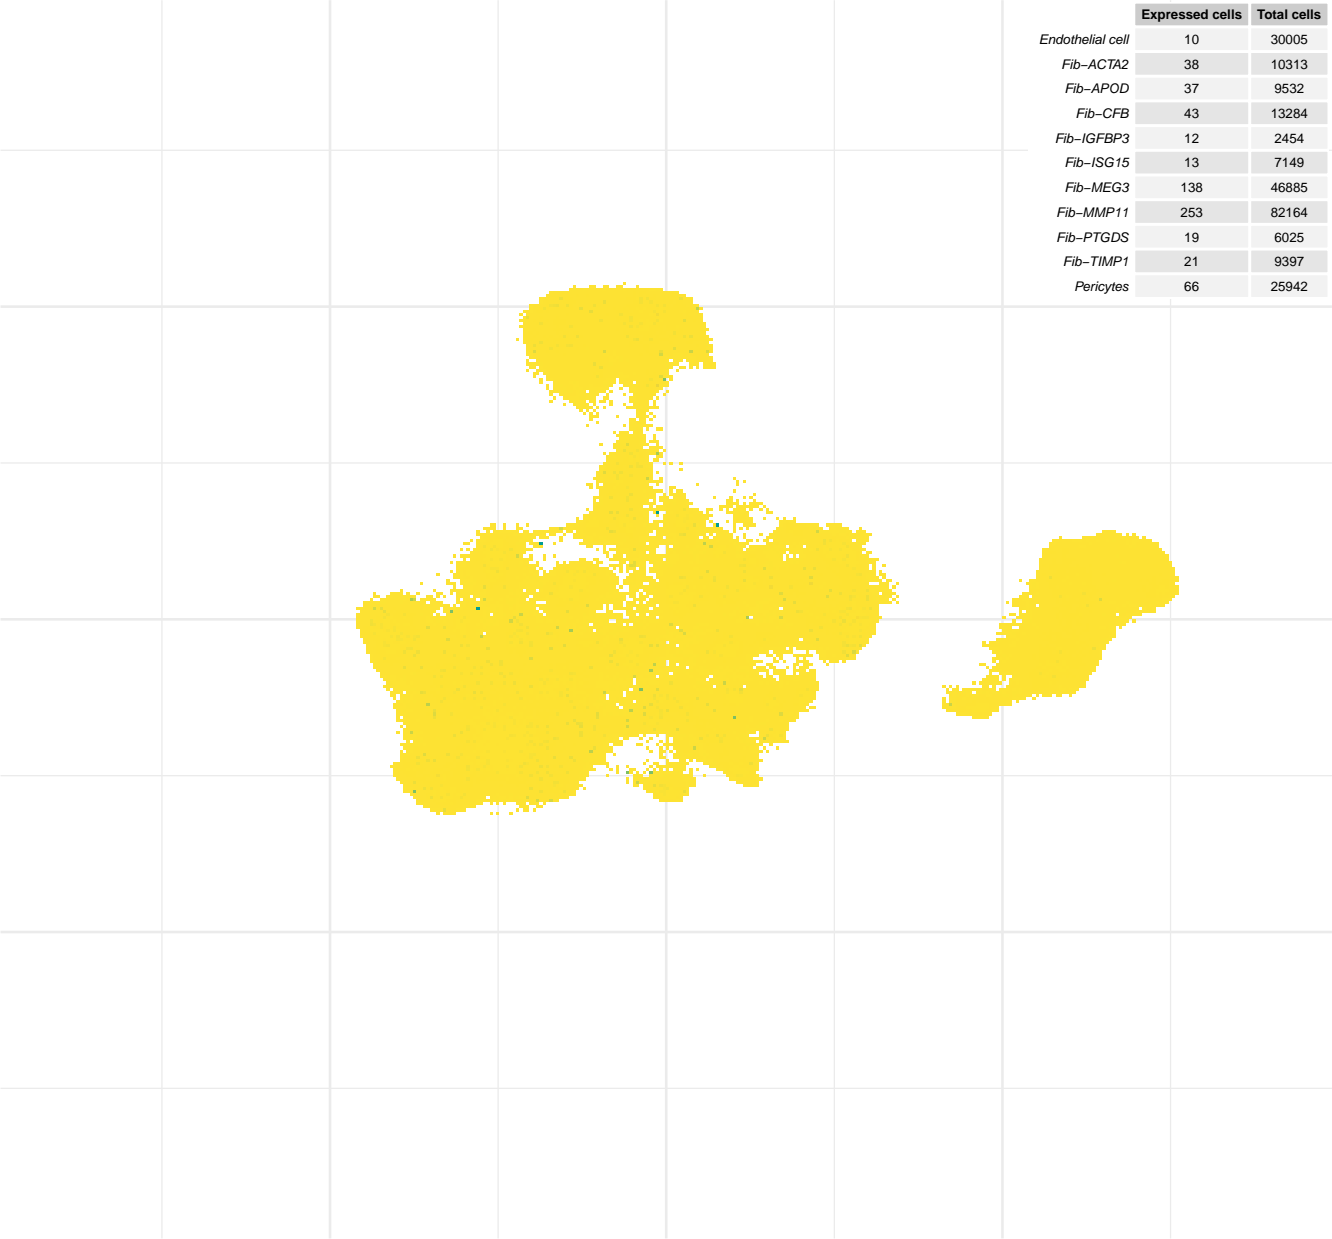 Expressed cells Total cells
Endothelial cell 10 30005
Fib−ACTA2 38 10313
Fib−APOD 37 9532
Fib−CFB 43 13284
Fib−IGFBP3 12 2454
Fib−ISG15 13 7149
Fib−MEG3 138 46885
Fib−MMP11 253 82164
Fib−PTGDS 19 6025
Fib−TIMP1 21 9397
Pericytes 66 25942